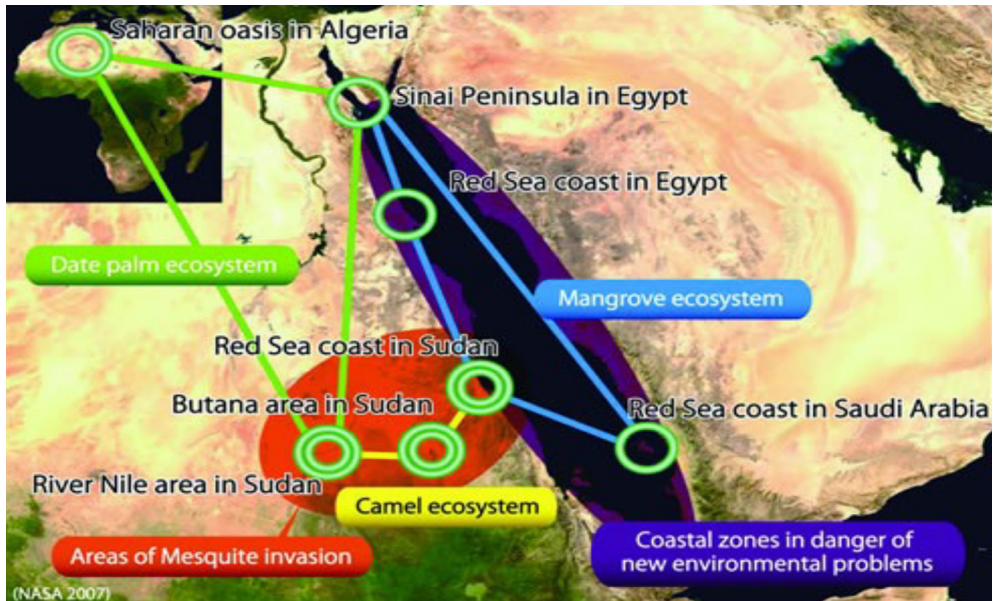 Saharan oasis in Algeria
Sinai Peninsula in Egypt
Red Sea coast in Egypt
Date palm ecosystem
Mangrove ecosystem
Red Sea coast in Sudan
Butana area in Sudan
Red Sea coast in Saudi Arabia
River Nile area in Sudan
Camel ecosystem
Areas of Mesquite invasion
Coastal zones in danger of
new environmental problems
(NASA 2007)